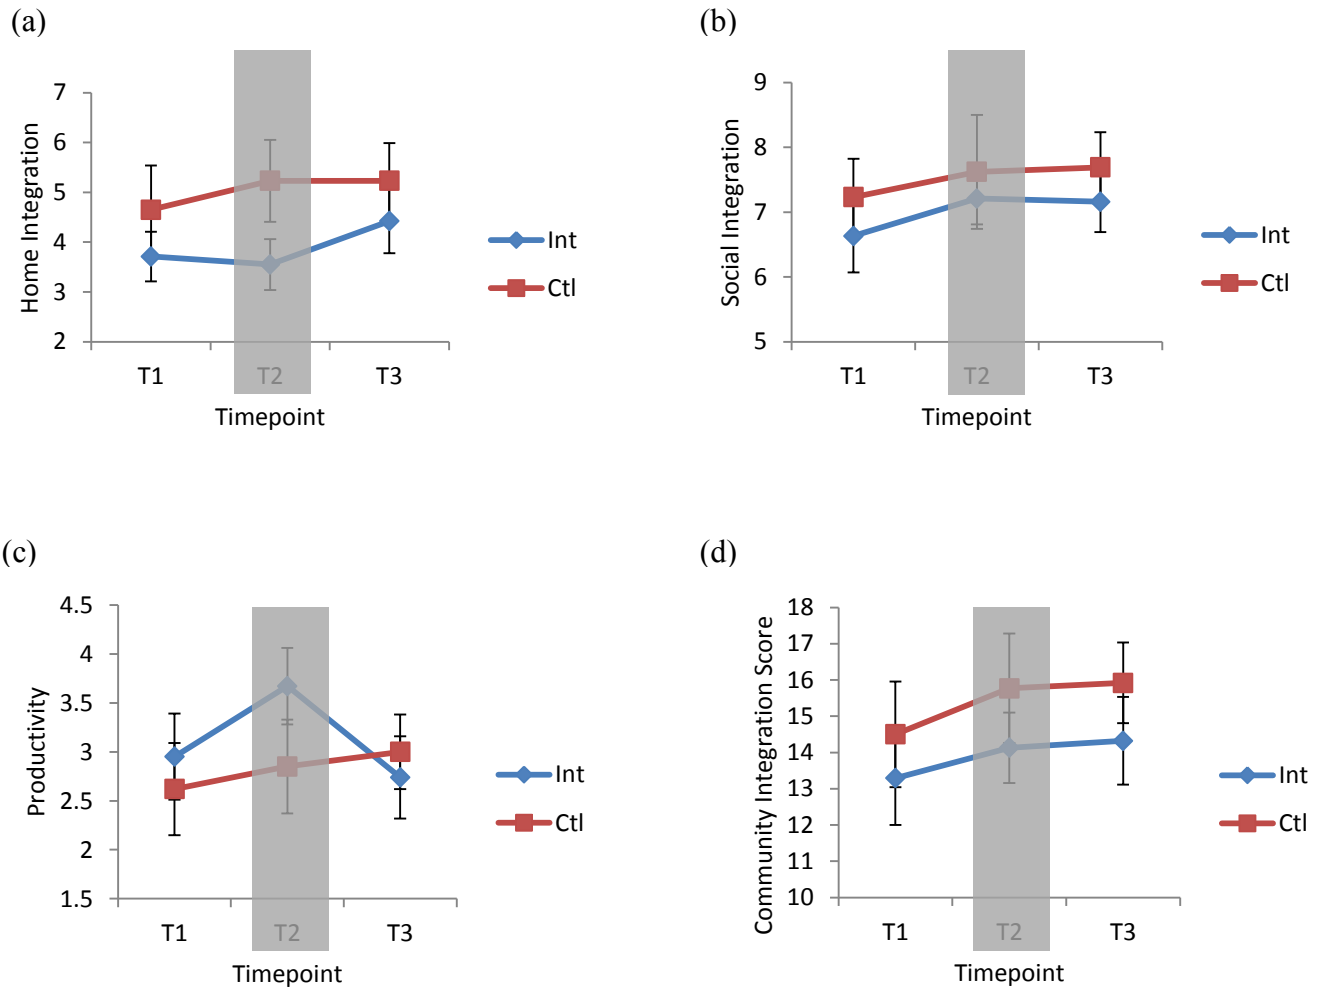 (a)
Home Integration
7
6
5
4
3
2
T1 T2 T3
Timepoint
Int
Ctl
(b)
Social Integration
9
8
7
6
5
T1 T2 T3
Timepoint
Int
Ctl
(c)
Productivity
4.5
4
3.5
3
2.5
2
1.5
T1 T2 T3
Timepoint
Int
Ctl
(d)
Community Integration Score
18
17
16
15
14
13
12
11
10
T1 T2 T3
Timepoint
Int
Ctl